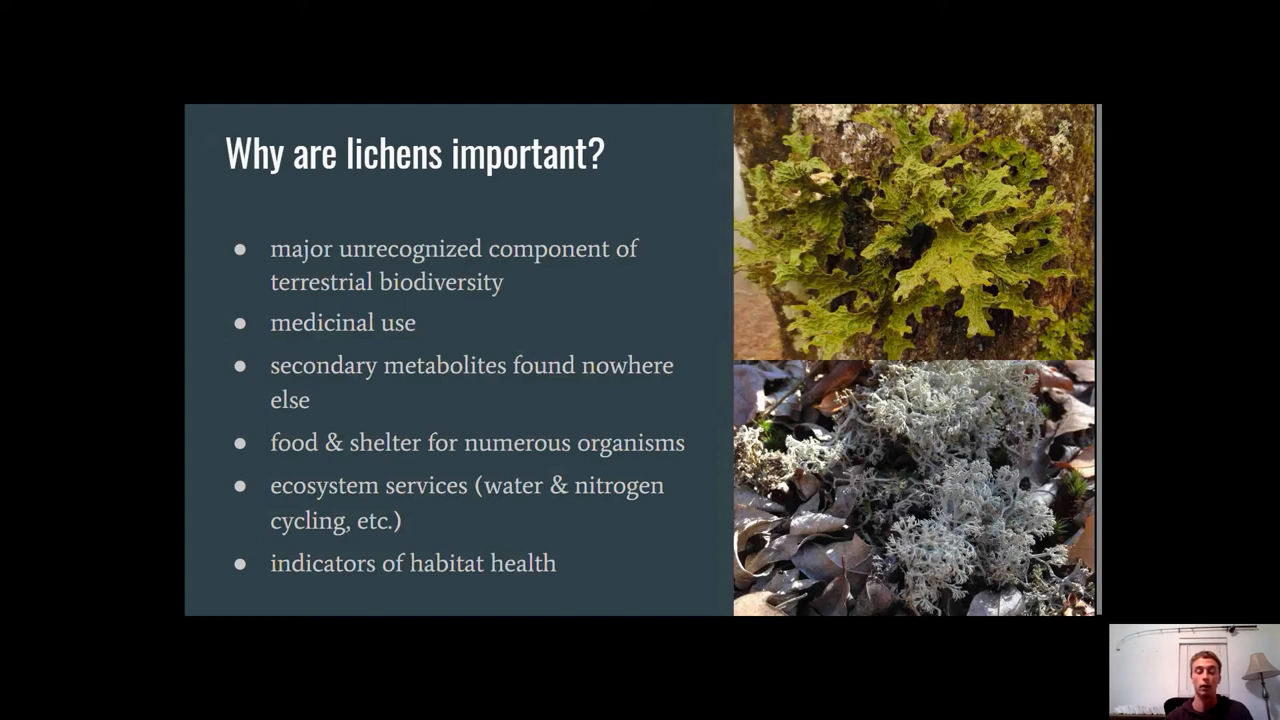 Why are lichens important?
● major unrecognized component of
terrestrial biodiversity
● medicinal use
● secondary metabolites found nowhere
else
● food & shelter for numerous organisms
● ecosystem services (water & nitrogen
cycling, etc.)
● indicators of habitat health